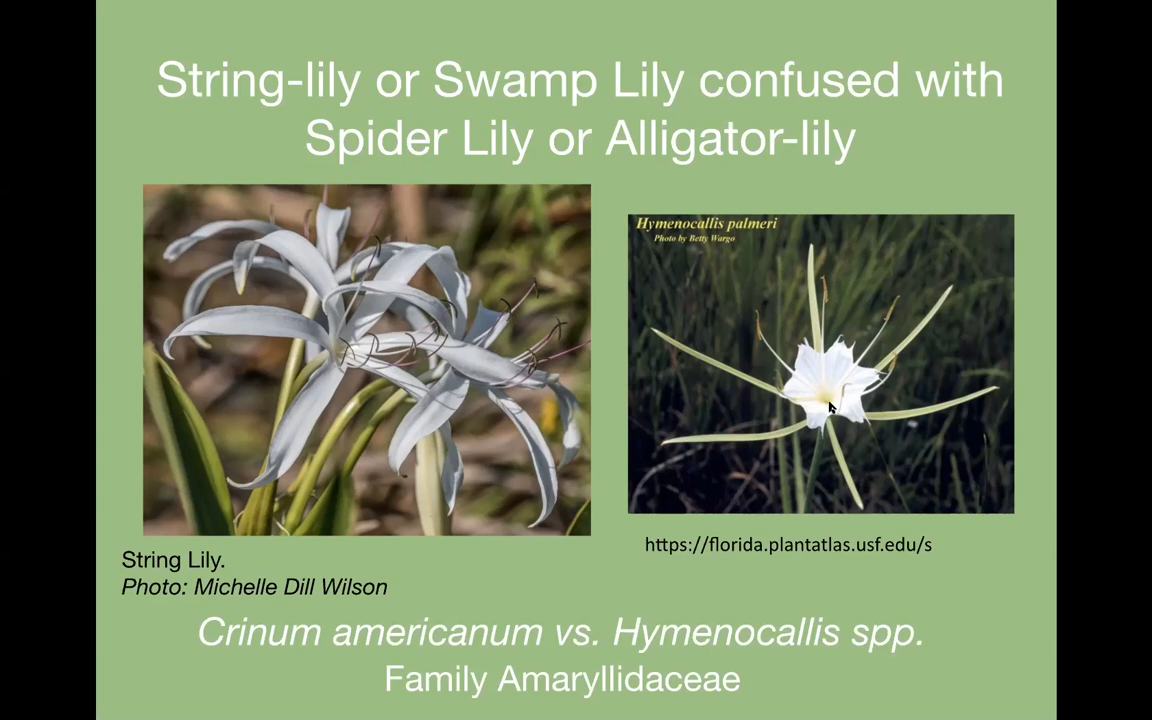 String-lily or Swamp Lily confused with
Spider Lily or Alligator-lily
Hymenocallis palmeri
Photo by Betty Wargo
https://florida.plantatlas.usf.edu/s
String Lily.
Photo: Michelle Dill Wilson
Crinum americanum vs. Hymenocallis spp.
Family Amaryllidaceae